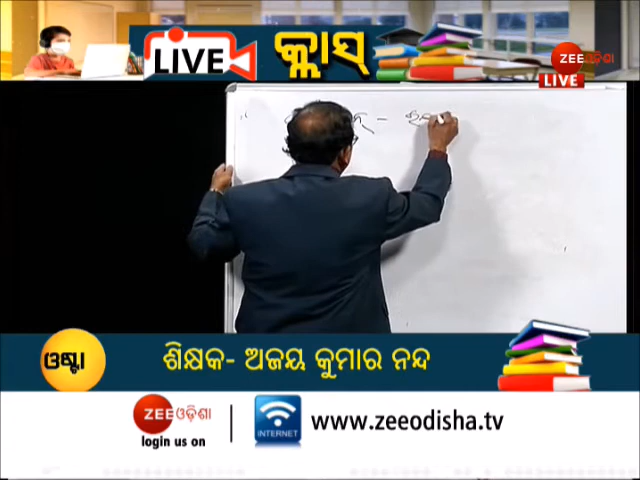 LIVE କ୍ଲାସ୍
ZEE ଓଡ଼ିଶା
LIVE
ଓଷ୍ଟା
ଶିକ୍ଷକ- ଅଜୟ କୁମାର ନନ୍ଦ
ZEE ଓଡ଼ିଶା
login us on
INTERNET
www.zeeodisha.tv